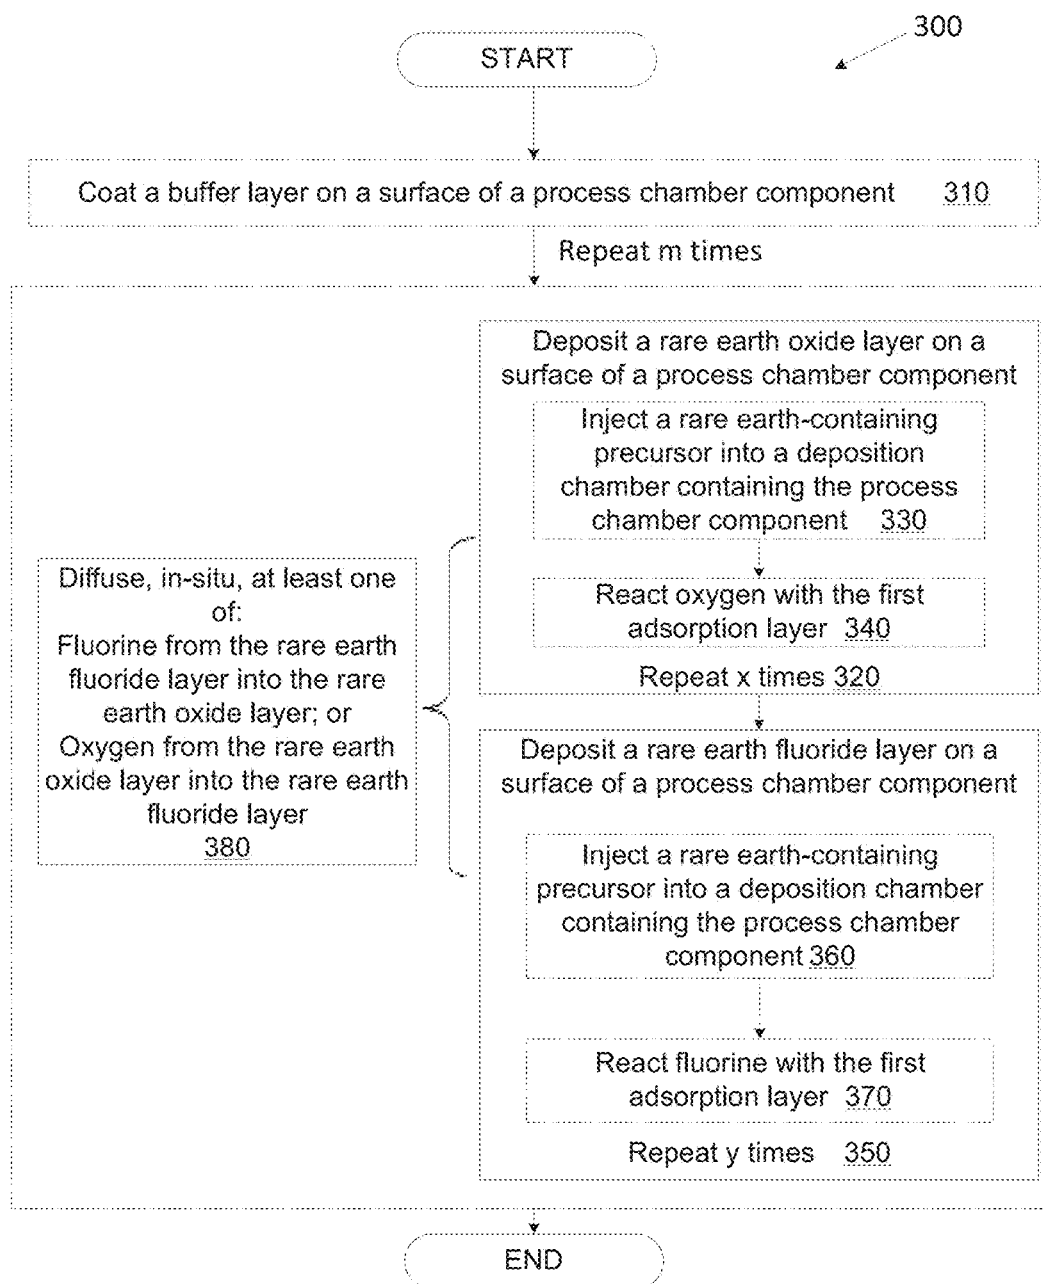 300
START
Coat a buffer layer on a surface of a process chamber component 310
Repeat m times
Deposit a rare earth oxide layer on a
surface of a process chamber component
Inject a rare earth-containing
precursor into a deposition
chamber containing the process
chamber component 330
React oxygen with the first
adsorption layer 340
Repeat x times 320
Diffuse, in-situ, at least one
of:
Fluorine from the rare earth
fluoride layer into the rare
earth oxide layer; or
Oxygen from the rare earth
oxide layer into the rare earth
fluoride layer
380
Deposit a rare earth fluoride layer on a
surface of a process chamber component
Inject a rare earth-containing
precursor into a deposition chamber
containing the process chamber
component 360
React fluorine with the first
adsorption layer 370
Repeat y times 350
END